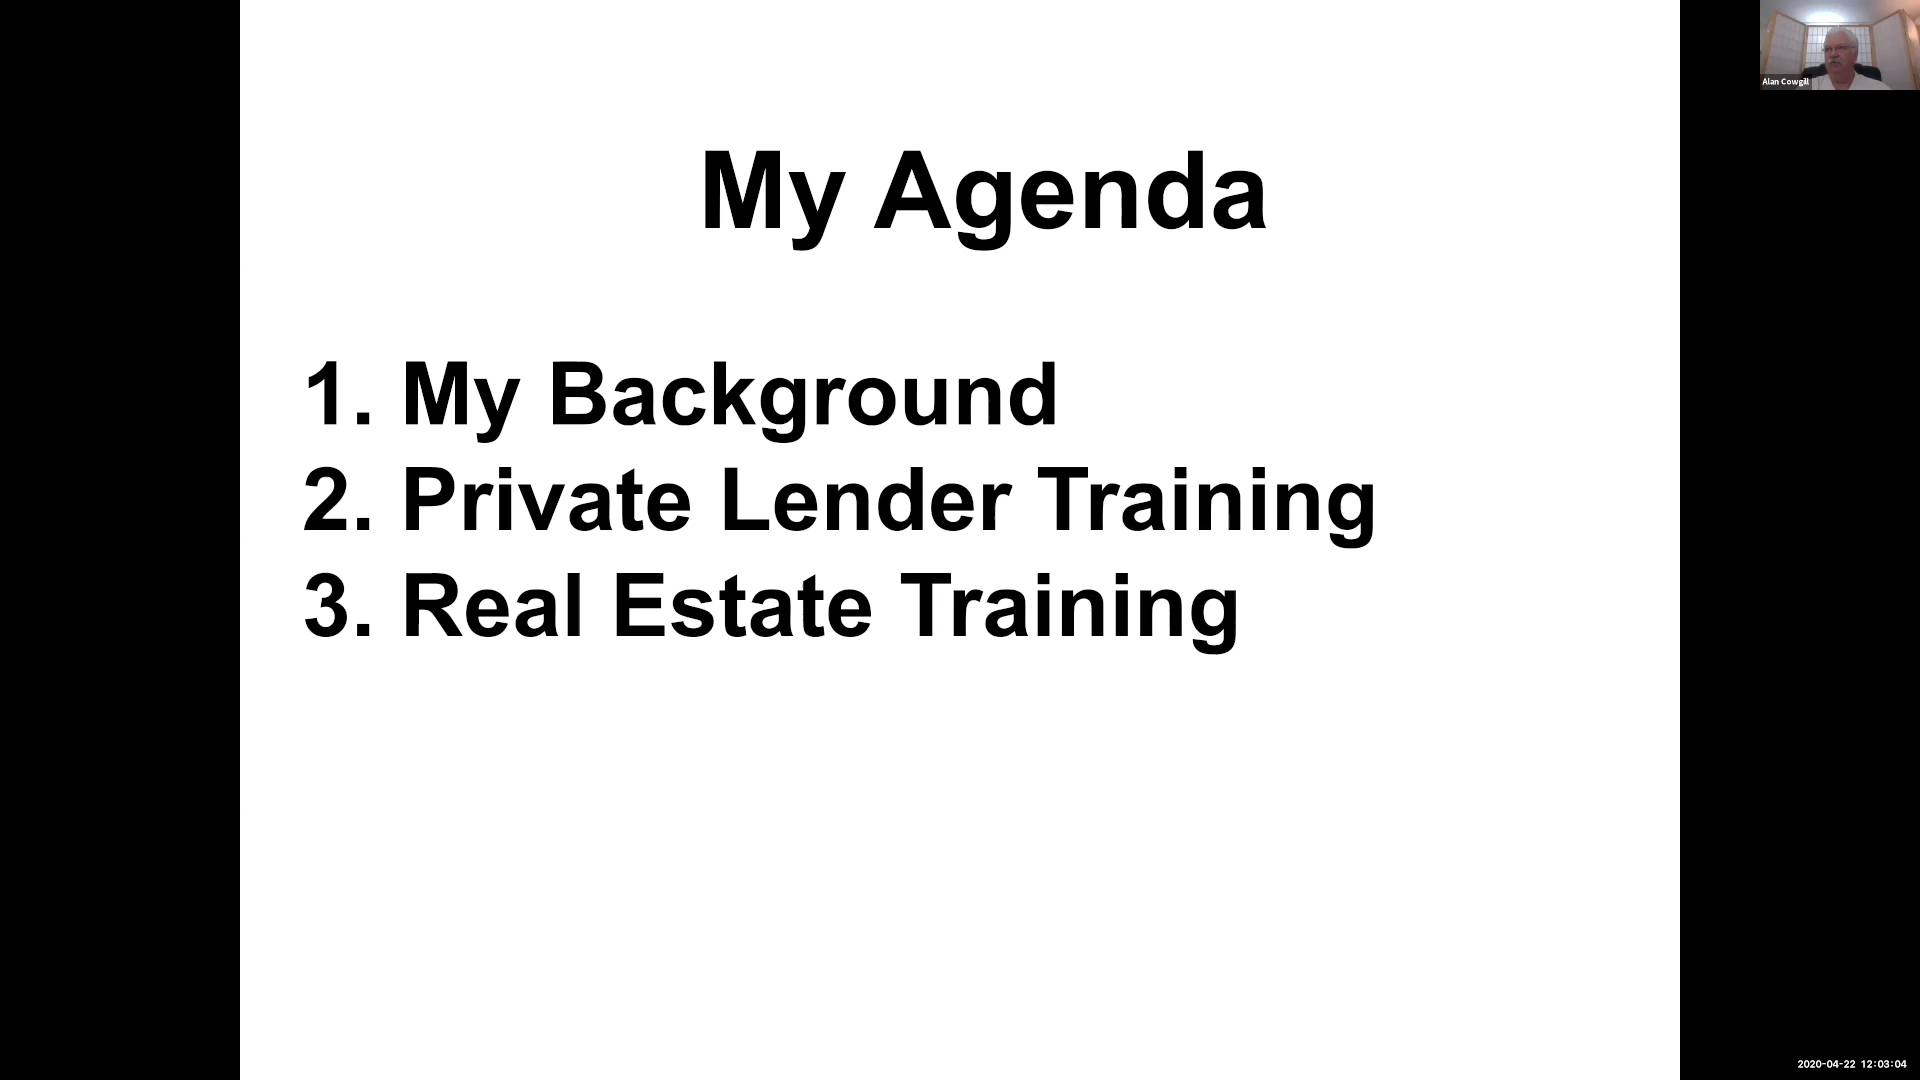 Alan Cowgill
My Agenda
1. My Background
2. Private Lender Training
3. Real Estate Training
2020-04-22 12:03:04